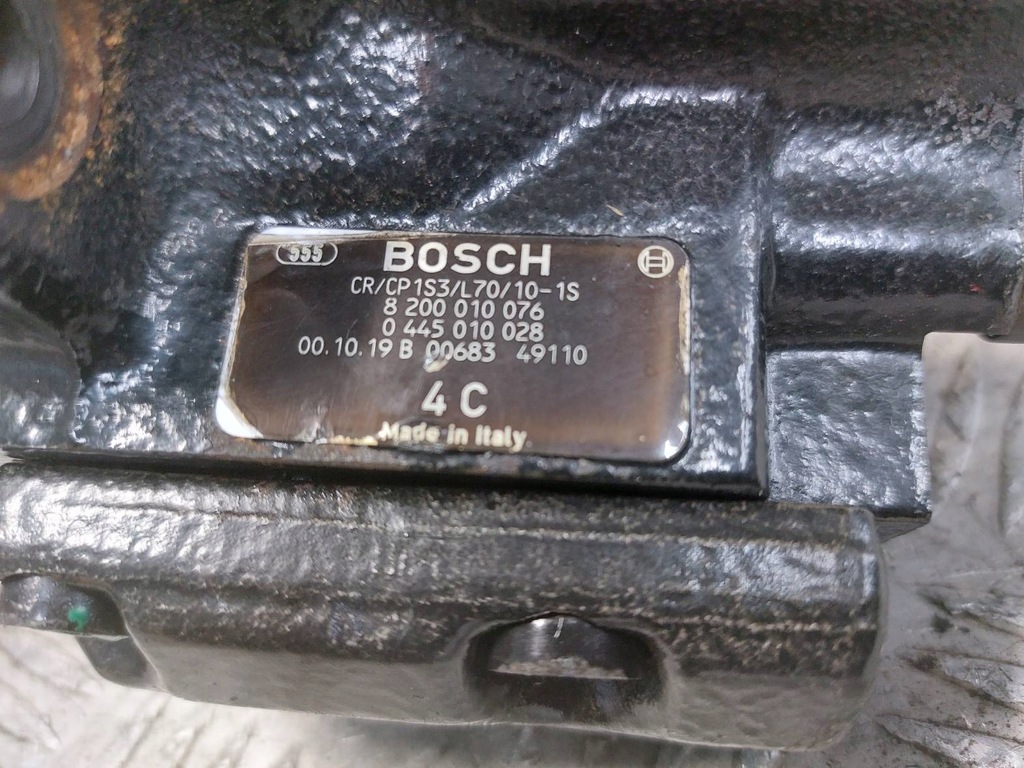 555 BOSCH
CR/CP1S3/L70/10-1S
8 200 010 076
0 445 010 028
00.10.19 B 00683 49110
4 C
Made in Italy